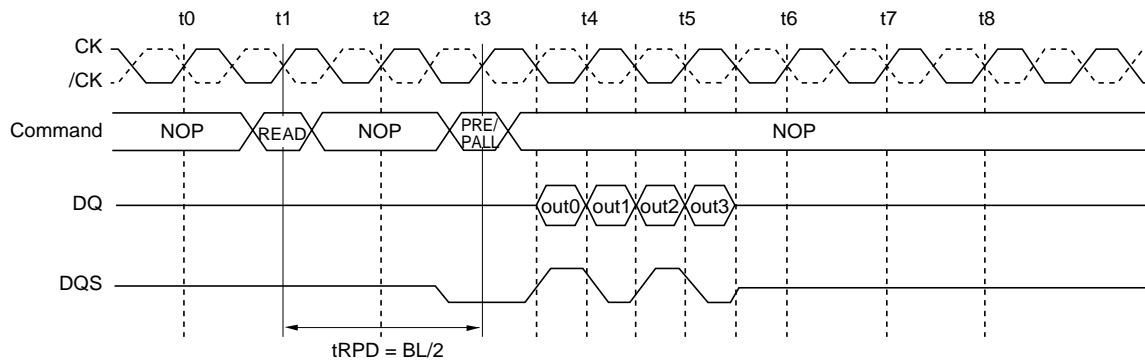 t0 t1 t2 t3 t4 t5 t6 t7 t8
CK
/CK
Command NOP READ NOP PRE/ PALL NOP
DQ out0 out1 out2 out3
DQS
tRPD = BL/2